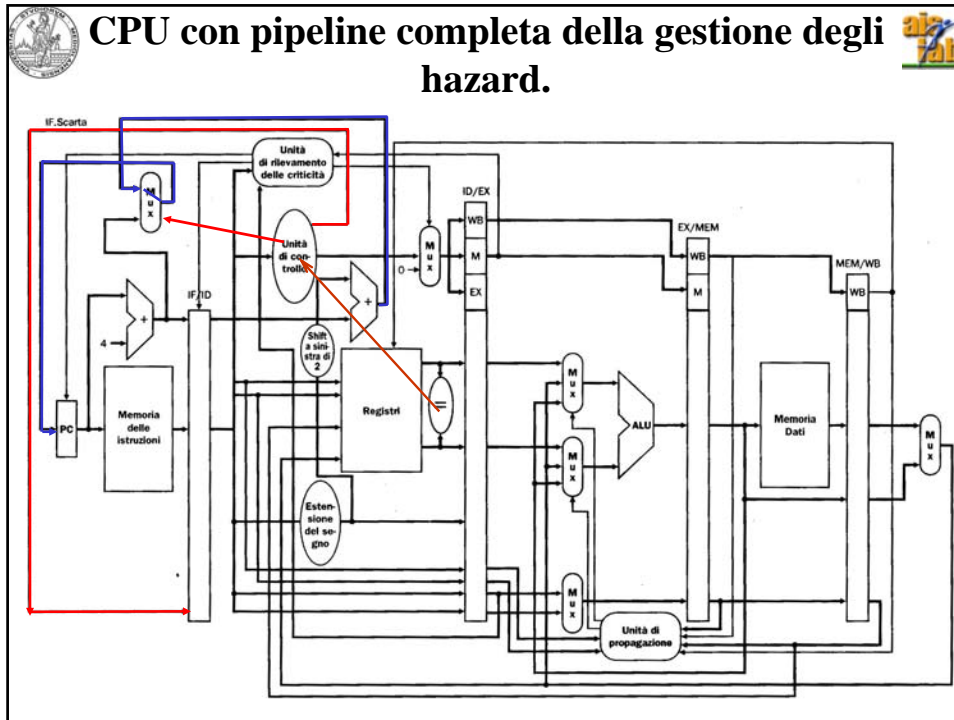 CPU con pipeline completa della gestione degli
hazard.
IF.Scarta
Unità
di rilevamento
delle criticità
ID/EX
M
u
x
WB
EX/MEM
Unità
di con-
trollo
M
u
x
M
WB
MEM/WB
0
EX
M
WB
IF/ID
+
+
4
Shift
a sini-
stra di
2
PC
Memoria
delle
istruzioni
Registri
=
M
u
x
ALU
Memoria
Dati
M
u
x
M
u
x
Esten-
sione
del se-
gno
M
u
x
Unità di
propagazione